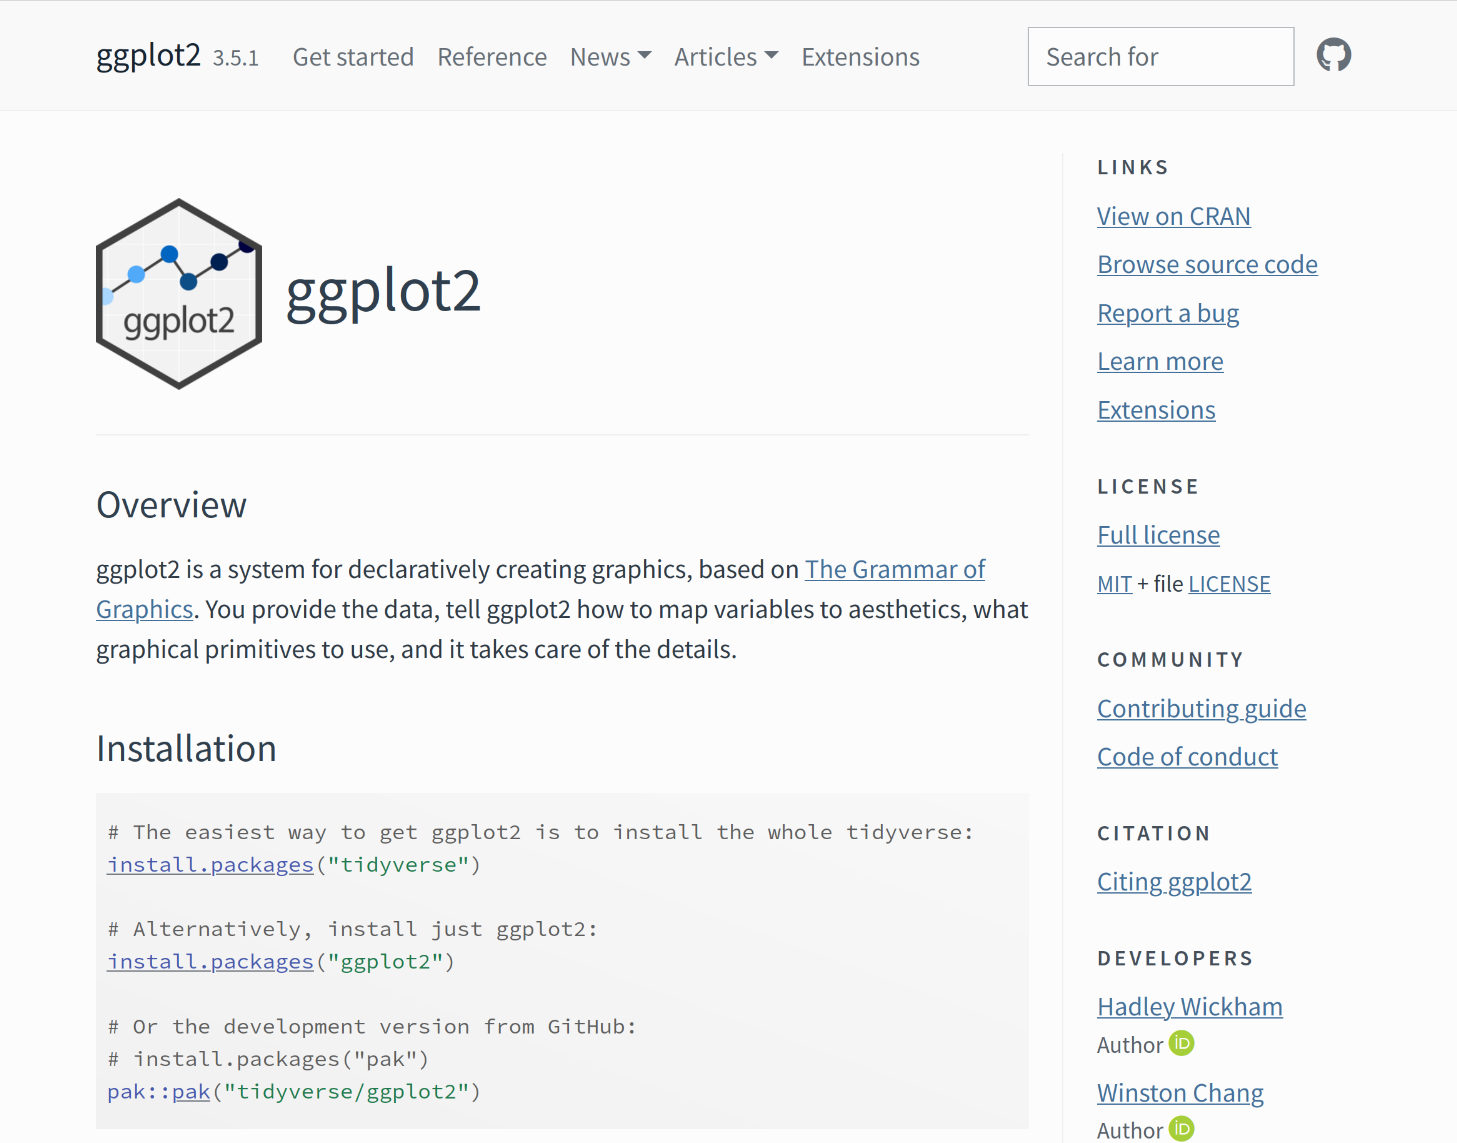 ggplot2 3.5.1 Get started Reference News Articles Extensions Search for
ggplot2
ggplot2
Overview
ggplot2 is a system for declaratively creating graphics, based on The Grammar of
Graphics. You provide the data, tell ggplot2 how to map variables to aesthetics, what
graphical primitives to use, and it takes care of the details.
Installation
# The easiest way to get ggplot2 is to install the whole tidyverse:
install.packages("tidyverse")
# Alternatively, install just ggplot2:
install.packages("ggplot2")
# Or the development version from GitHub:
# install.packages("pak")
pak::pak("tidyverse/ggplot2")
LINKS
View on CRAN
Browse source code
Report a bug
Learn more
Extensions
LICENSE
Full license
MIT + file LICENSE
COMMUNITY
Contributing guide
Code of conduct
CITATION
Citing ggplot2
DEVELOPERS
Hadley Wickham
Author iD
Winston Chang
Author iD